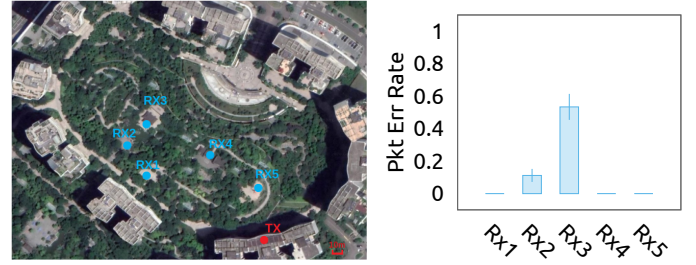 RX3
RX2
RX4
RX1
RX5
TX
Pkt Err Rate
1
0.8
0.6
0.4
0.2
0
Rx1
Rx2
Rx3
Rx4
Rx5